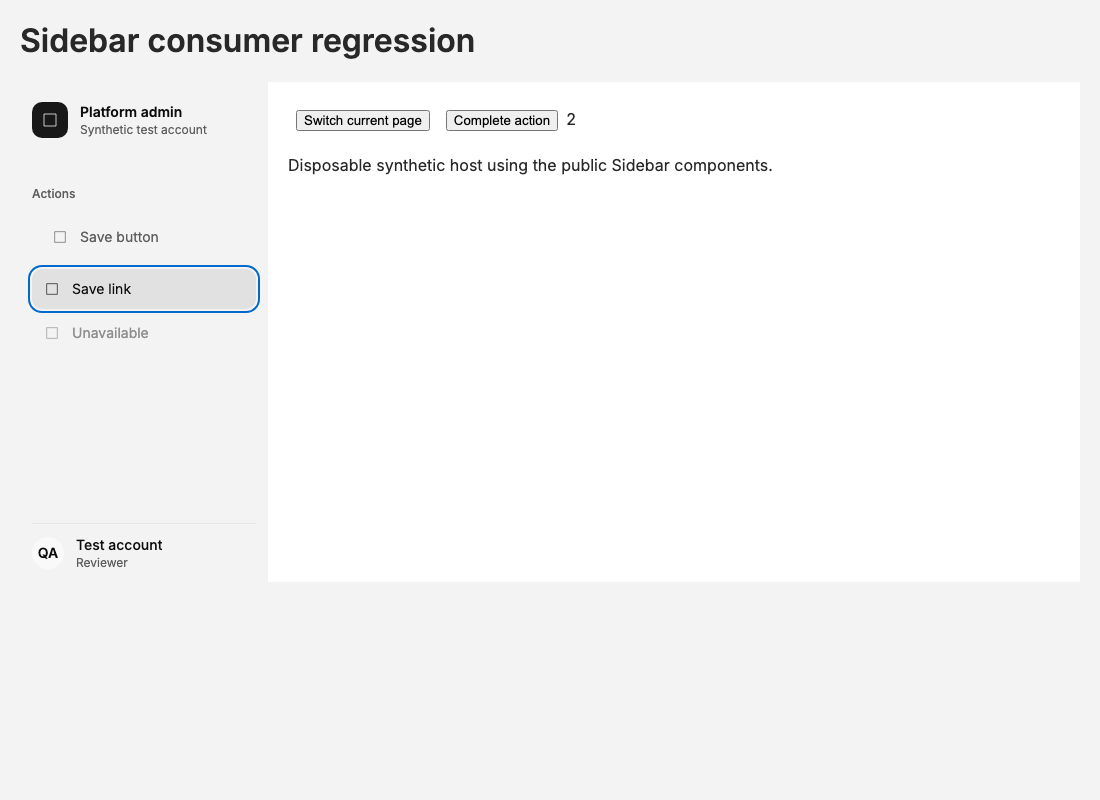 Sidebar consumer regression
Platform admin
Synthetic test account
Actions
Save button
Save link
Unavailable
QA
Test account
Reviewer
Switch current page
Complete action
2
Disposable synthetic host using the public Sidebar components.